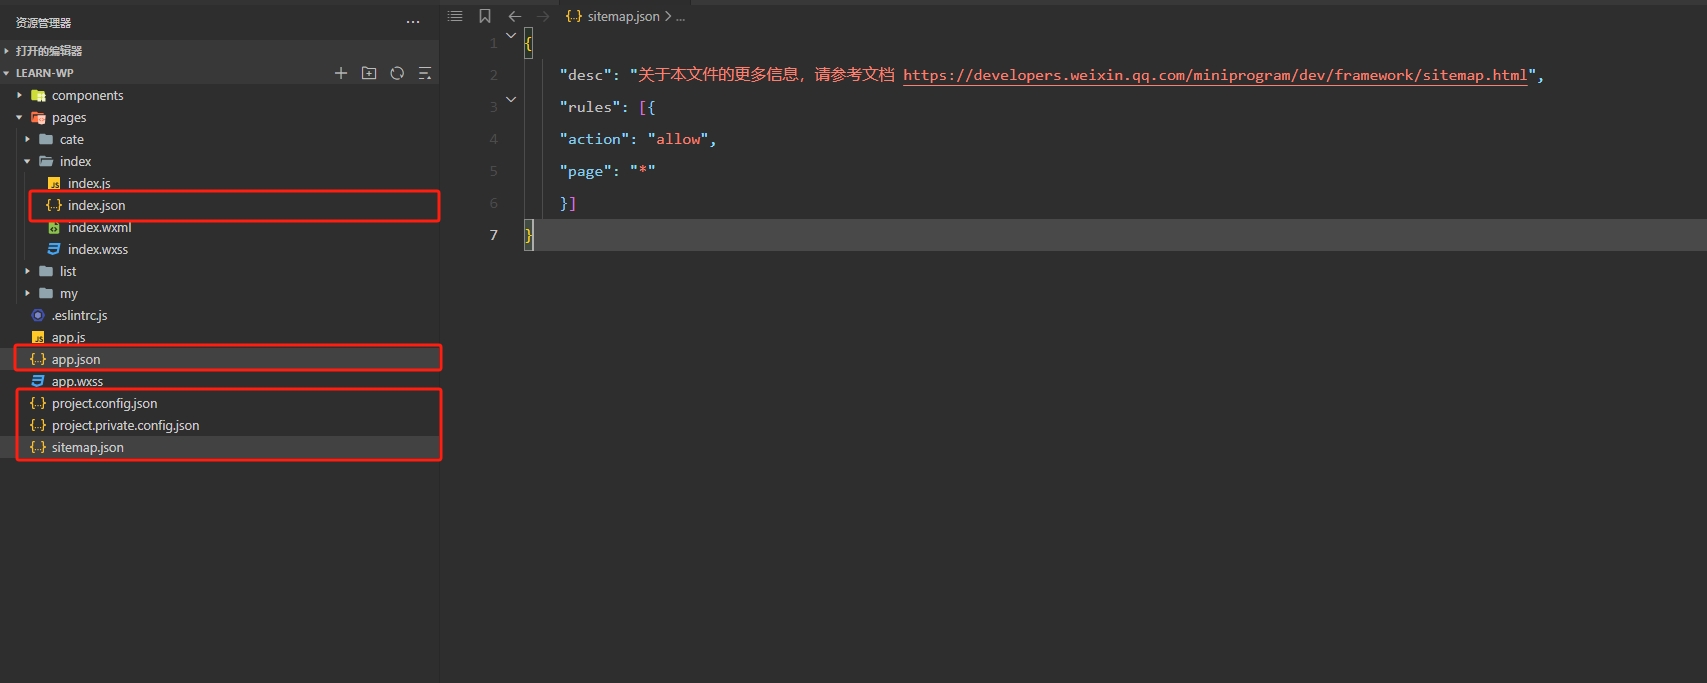 资源管理器
打开的编辑器
LEARN-WP
components
pages
cate
index
index.js
index.json
index.wxml
index.wxss
list
my
.eslintrc.js
app.js
app.json
app.wxss
project.config.json
project.private.config.json
sitemap.json
sitemap.json > ...
1 {
2 "desc": "关于本文件的更多信息，请参考文档 https://developers.weixin.qq.com/miniprogram/dev/framework/sitemap.html",
3 "rules": [{
4 "action": "allow",
5 "page": "*"
6 }]
7 }